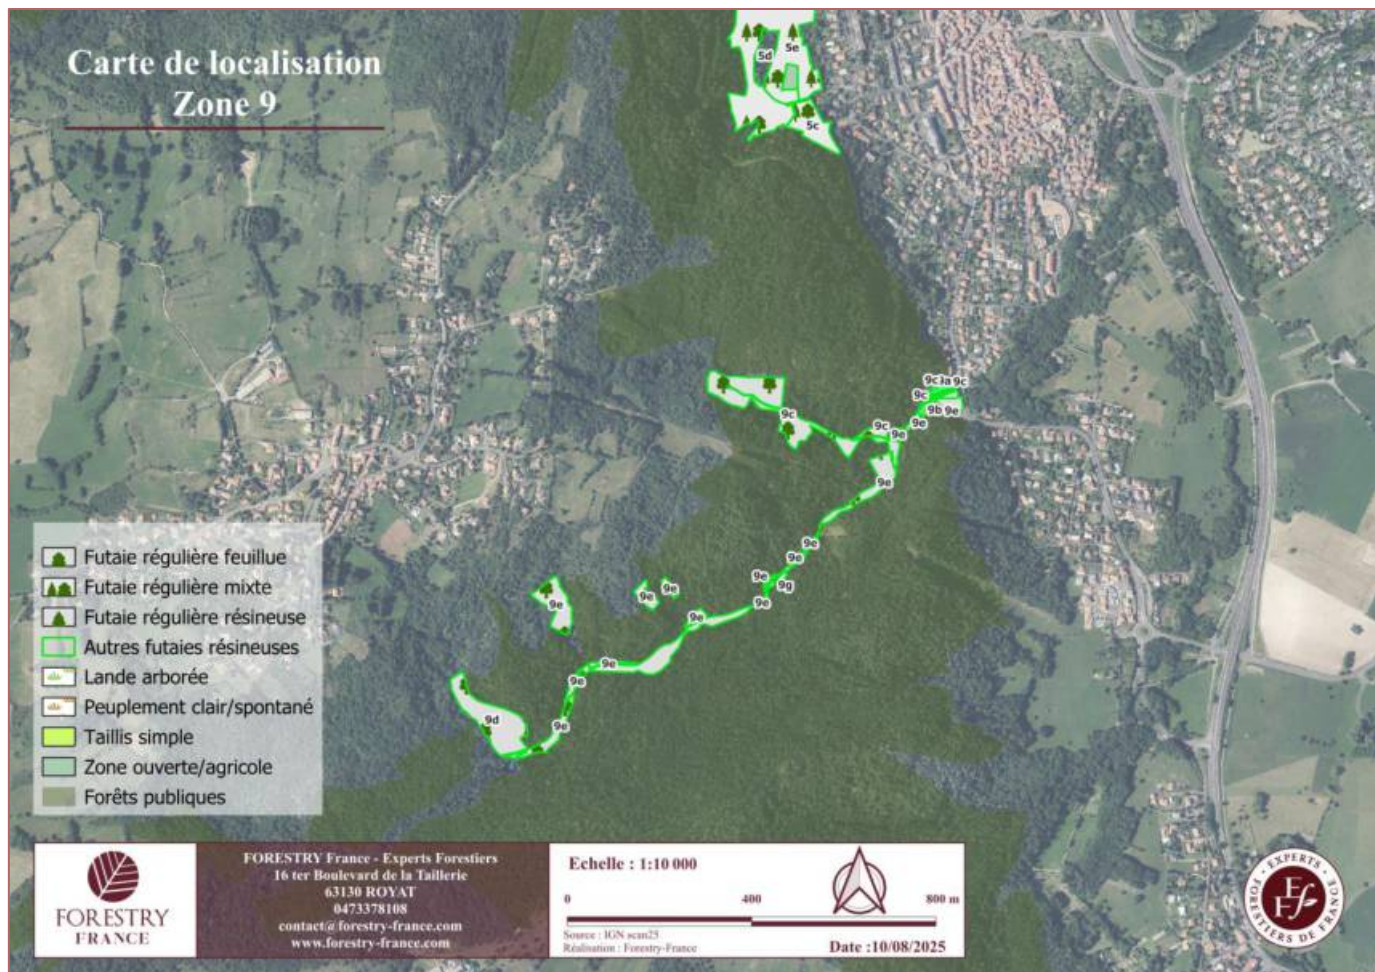 Carte de localisation
Zone 9
5d
5e
5c
9c
9c
9c
9b
9e
9e
9c
9c
9e
9e
9e
9e
9e
9g
9e
9e
9e
9e
9e
9e
9e
9d
9e
Futaie régulière feuillue
Futaie régulière mixte
Futaie régulière résineuse
Autres futaies résineuses
Lande arborée
Peuplement clair/spontané
Taillis simple
Zone ouverte/agricole
Forêts publiques
FORESTRY
FRANCE
FORESTRY France - Experts Forestiers
16 ter Boulevard de la Taillerie
63130 ROYAT
0473378108
contact@forestry-france.com
www.forestry-france.com
Echelle : 1:10 000
0 400 800 m
Source : IGN scan25
Réalisation : Forestry-France
Date :10/08/2025
EXPERTS
FORESTIERS DE FRANCE